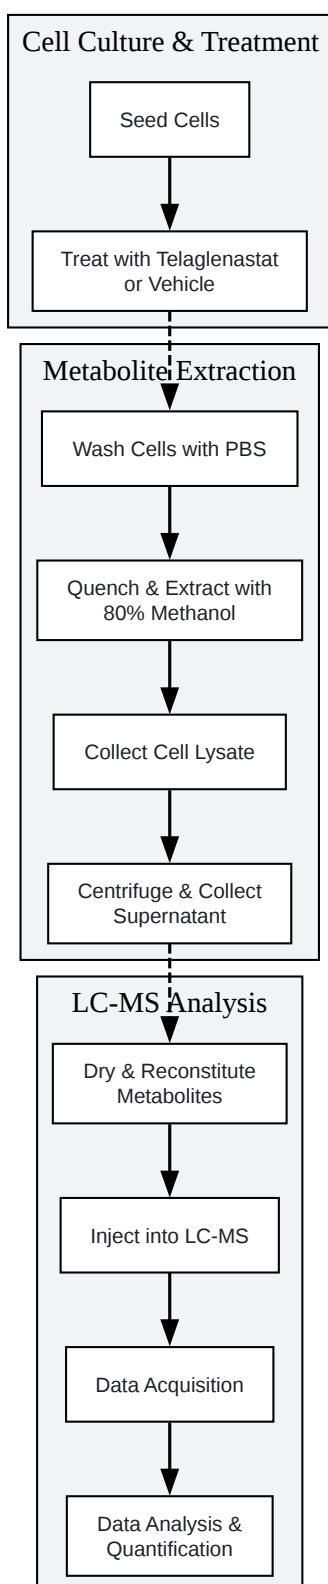 Cell Culture & Treatment
Seed Cells
Treat with Telaglenastat
or Vehicle
Metabolite Extraction
Wash Cells with PBS
Quench & Extract with
80% Methanol
Collect Cell Lysate
Centrifuge & Collect
Supernatant
LC-MS Analysis
Dry & Reconstitute
Metabolites
Inject into LC-MS
Data Acquisition
Data Analysis &
Quantification